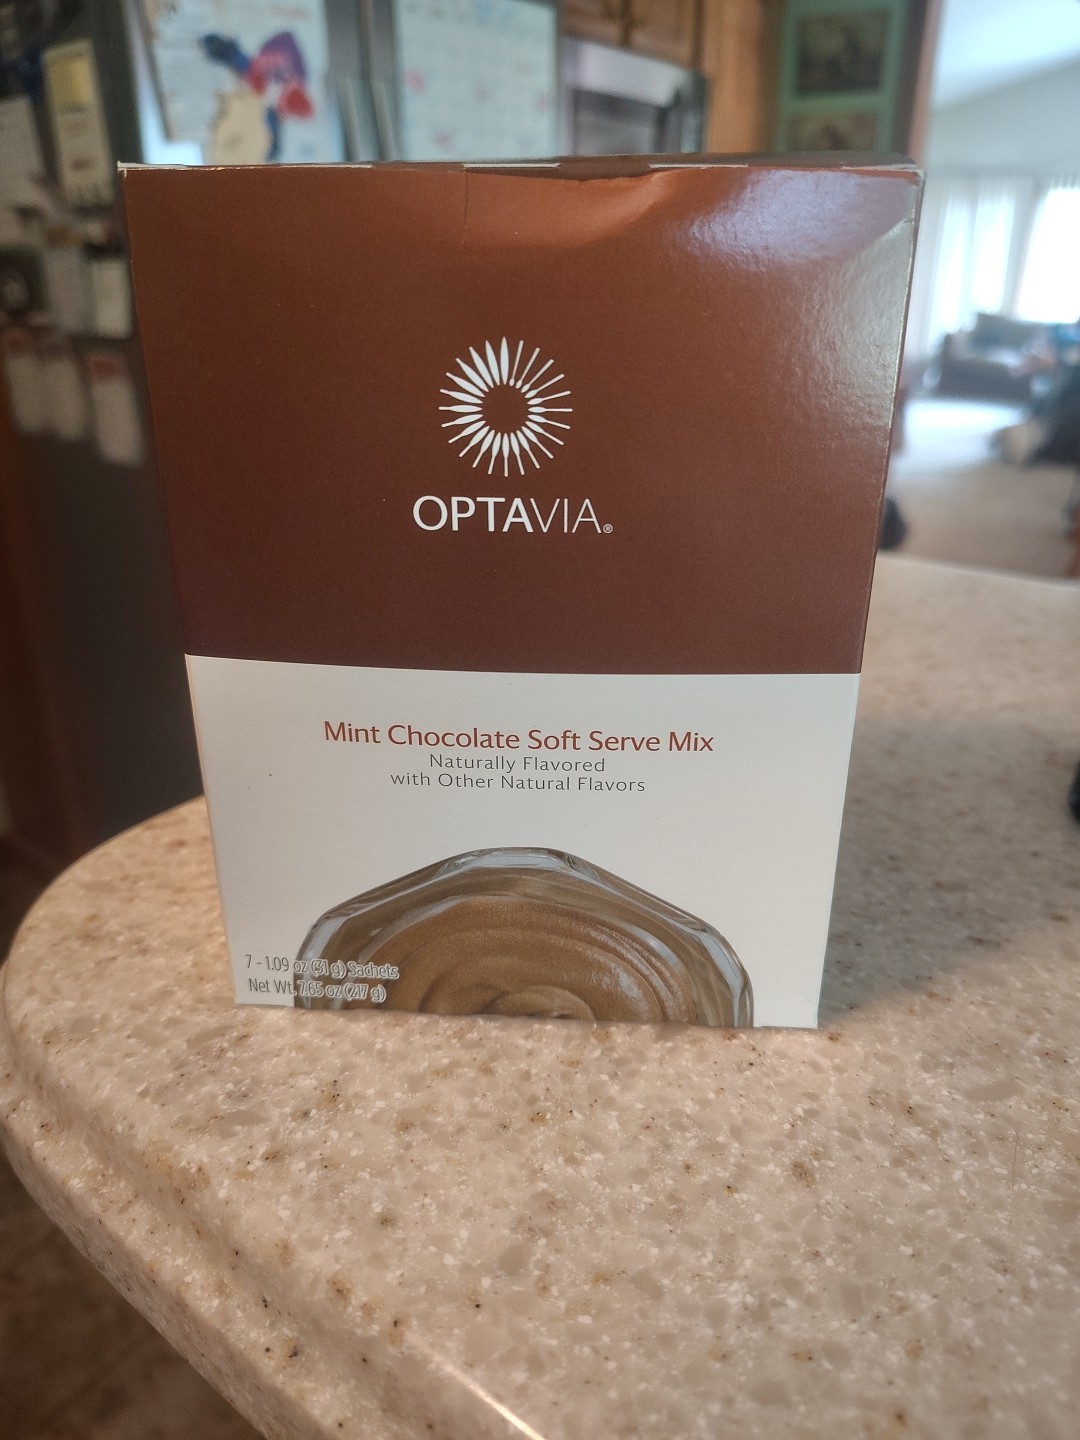 OPTAVIA®
Mint Chocolate Soft Serve Mix
Naturally Flavored
with Other Natural Flavors
7 - 1.09 oz (31 g) Sachets
Net Wt. 7.65 oz (217 g)